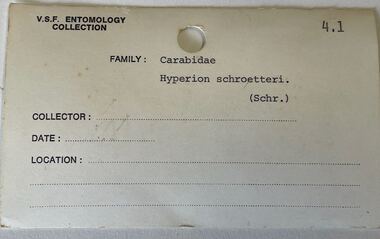 V.S.F. ENTOMOLOGY
COLLECTION
4.1
FAMILY : Carabidae
Hyperion schroetteri.
(Schr.)
COLLECTOR :
DATE :
LOCATION :